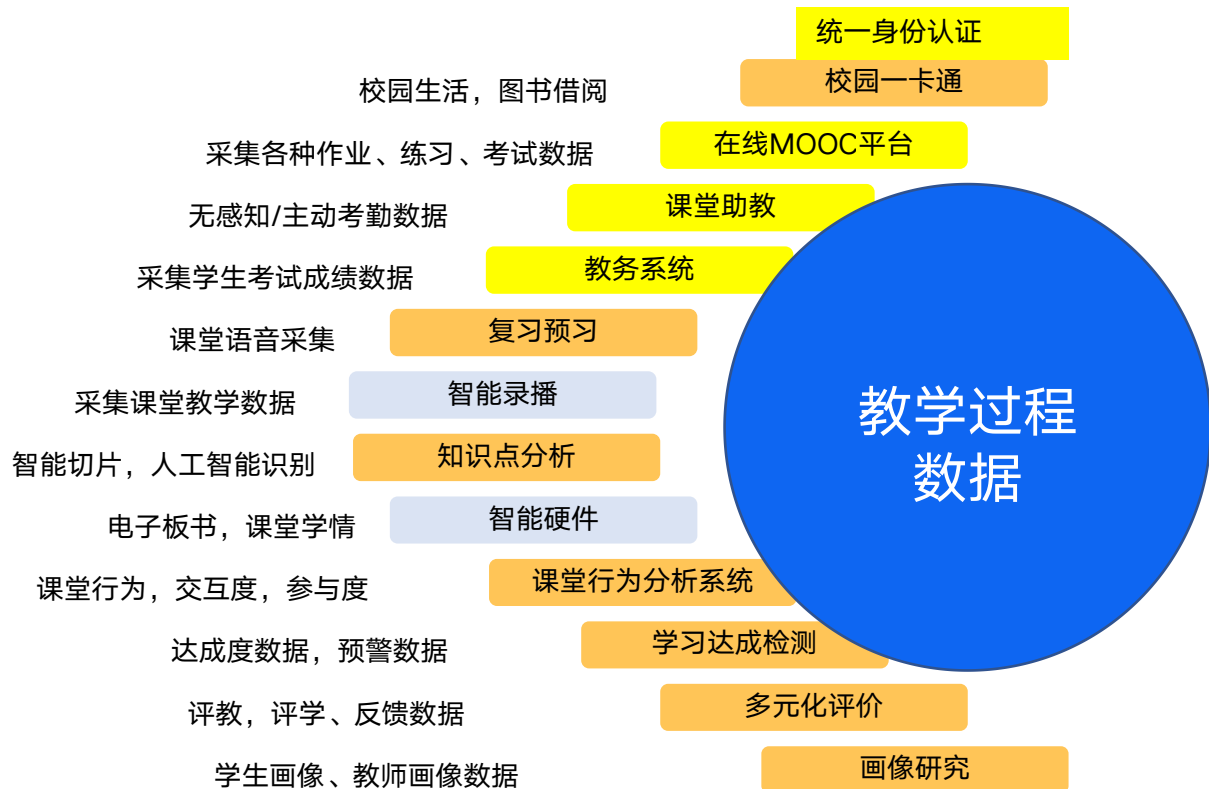 统一身份认证
校园生活，图书借阅
校园一卡通
采集各种作业、练习、考试数据
在线MOOC平台
无感知/主动考勤数据
课堂助教
采集学生考试成绩数据
教务系统
课堂语音采集
复习预习
采集课堂教学数据
智能录播
智能切片，人工智能识别
知识点分析
电子板书，课堂学情
智能硬件
课堂行为，交互度，参与度
课堂行为分析系统
达成度数据，预警数据
学习达成检测
评教，评学、反馈数据
多元化评价
学生画像、教师画像数据
画像研究
教学过程
数据